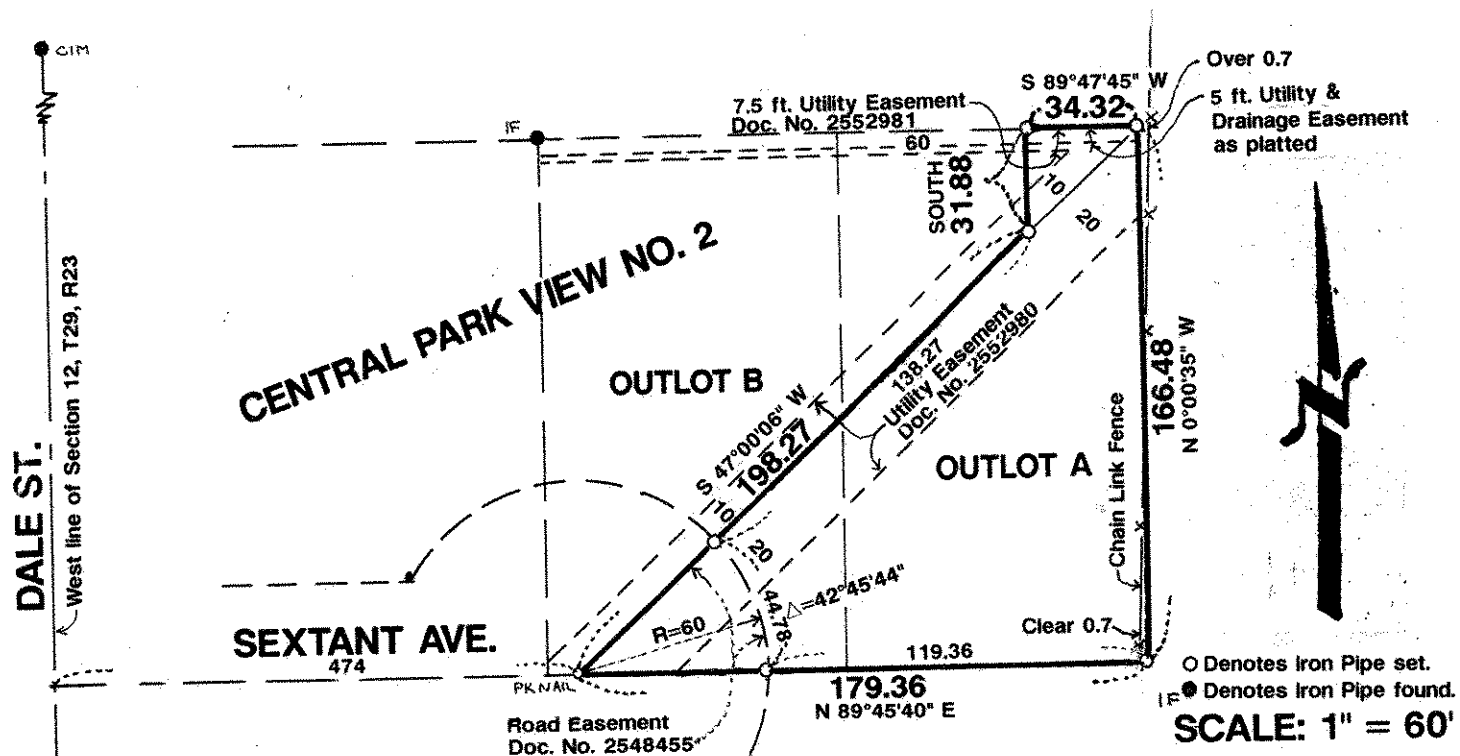 CIM
Over 0.7
S 89°47'45" W
34.32
5 ft. Utility &
Drainage Easement
as platted
7.5 ft. Utility Easement
Doc. No. 2552981
IF
60
SOUTH
31.88
10
20
CENTRAL PARK VIEW NO. 2
DALE ST.
West line of Section 12, T29, R23
OUTLOT B
138.27
Utility Easement
Doc. No. 2552980
S 47°00'06" W
198.27
OUTLOT A
Chain Link Fence
166.48
N 0°00'35" W
10
20
△=42°45'44"
44.78
R=60
SEXTANT AVE.
474
Clear 0.7
119.36
PK NAIL
179.36
N 89°45'40" E
Road Easement
Doc. No. 2548455
IF
O Denotes Iron Pipe set.
● Denotes Iron Pipe found.
SCALE: 1" = 60'